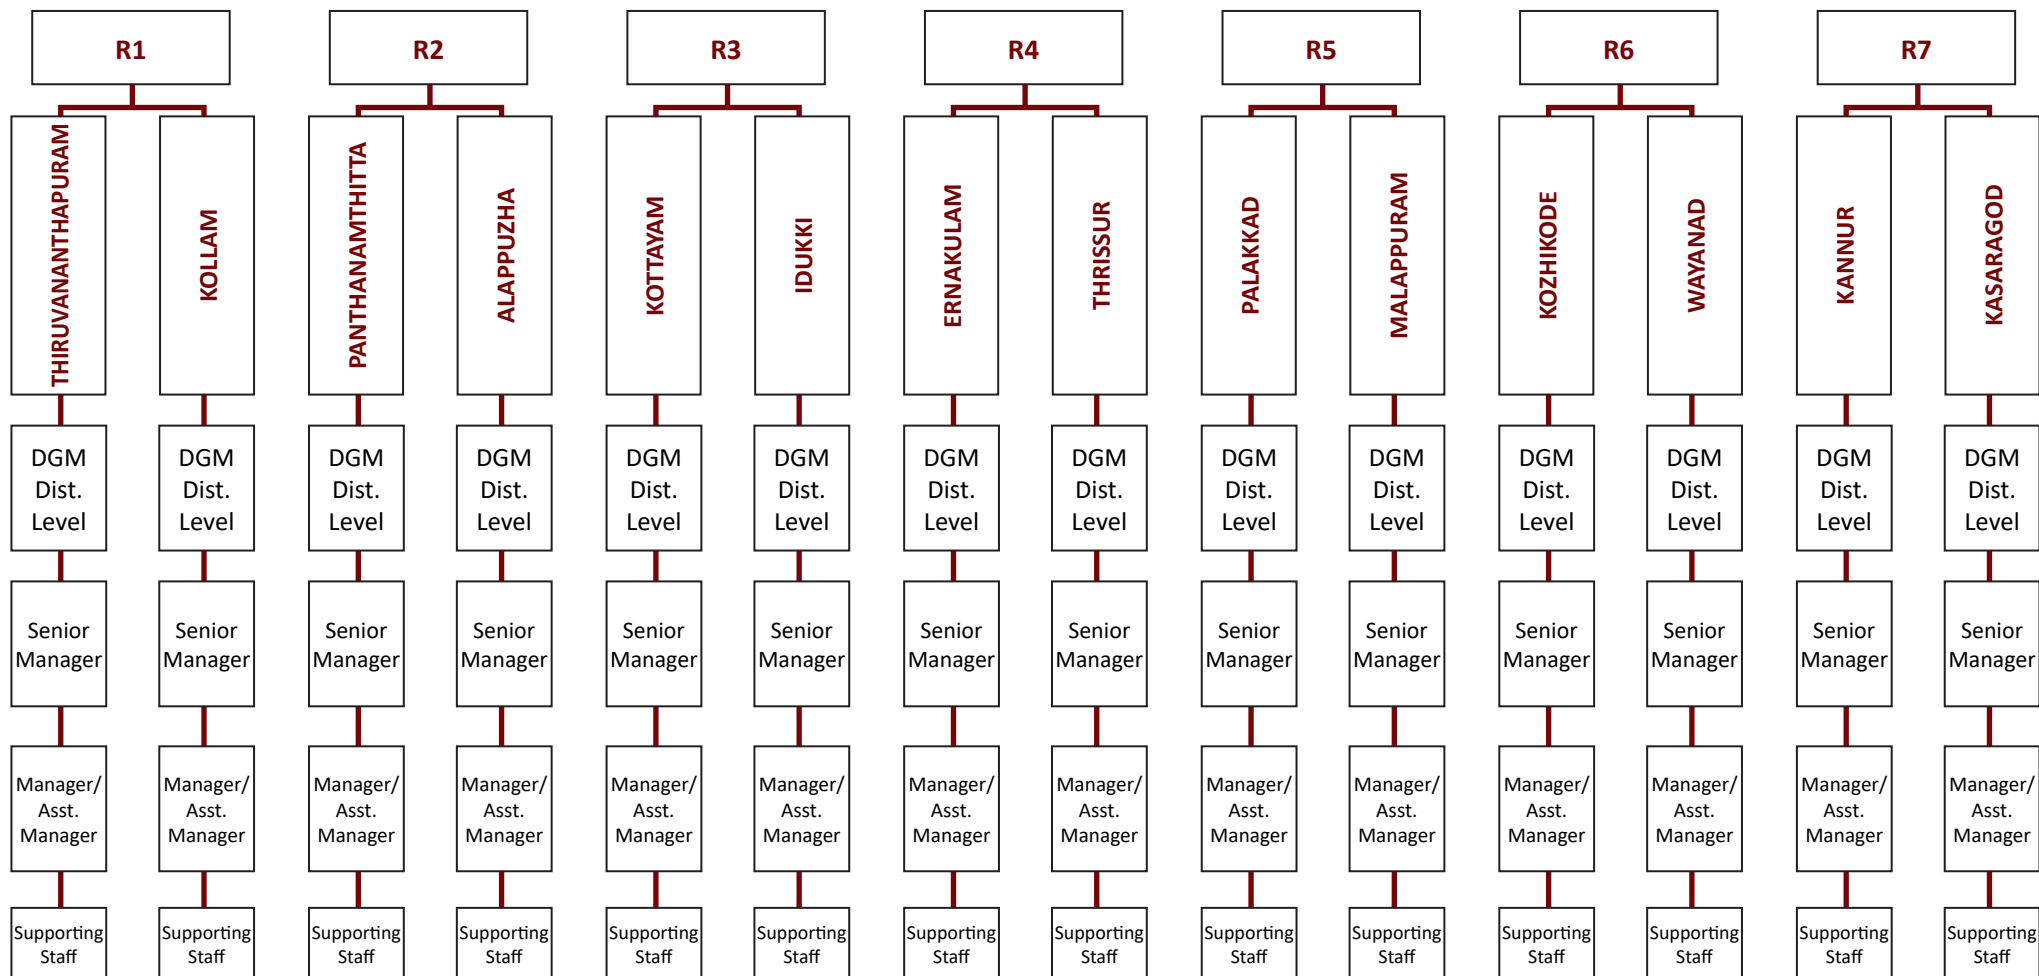 R1
R2
R3
R4
R5
R6
R7
THIRUVANANTHAPURAM
KOLLAM
PANTHANAMTHITTA
ALAPPUZHA
KOTTAYAM
IDUKKI
ERNAKULAM
THRISSUR
PALAKKAD
MALAPPURAM
KOZHIKODE
WAYANAD
KANNUR
KASARAGOD
DGM
Dist.
Level
DGM
Dist.
Level
DGM
Dist.
Level
DGM
Dist.
Level
DGM
Dist.
Level
DGM
Dist.
Level
DGM
Dist.
Level
DGM
Dist.
Level
DGM
Dist.
Level
DGM
Dist.
Level
DGM
Dist.
Level
DGM
Dist.
Level
DGM
Dist.
Level
DGM
Dist.
Level
Senior
Manager
Senior
Manager
Senior
Manager
Senior
Manager
Senior
Manager
Senior
Manager
Senior
Manager
Senior
Manager
Senior
Manager
Senior
Manager
Senior
Manager
Senior
Manager
Senior
Manager
Senior
Manager
Manager/
Asst.
Manager
Manager/
Asst.
Manager
Manager/
Asst.
Manager
Manager/
Asst.
Manager
Manager/
Asst.
Manager
Manager/
Asst.
Manager
Manager/
Asst.
Manager
Manager/
Asst.
Manager
Manager/
Asst.
Manager
Manager/
Asst.
Manager
Manager/
Asst.
Manager
Manager/
Asst.
Manager
Manager/
Asst.
Manager
Manager/
Asst.
Manager
Supporting
Staff
Supporting
Staff
Supporting
Staff
Supporting
Staff
Supporting
Staff
Supporting
Staff
Supporting
Staff
Supporting
Staff
Supporting
Staff
Supporting
Staff
Supporting
Staff
Supporting
Staff
Supporting
Staff
Supporting
Staff